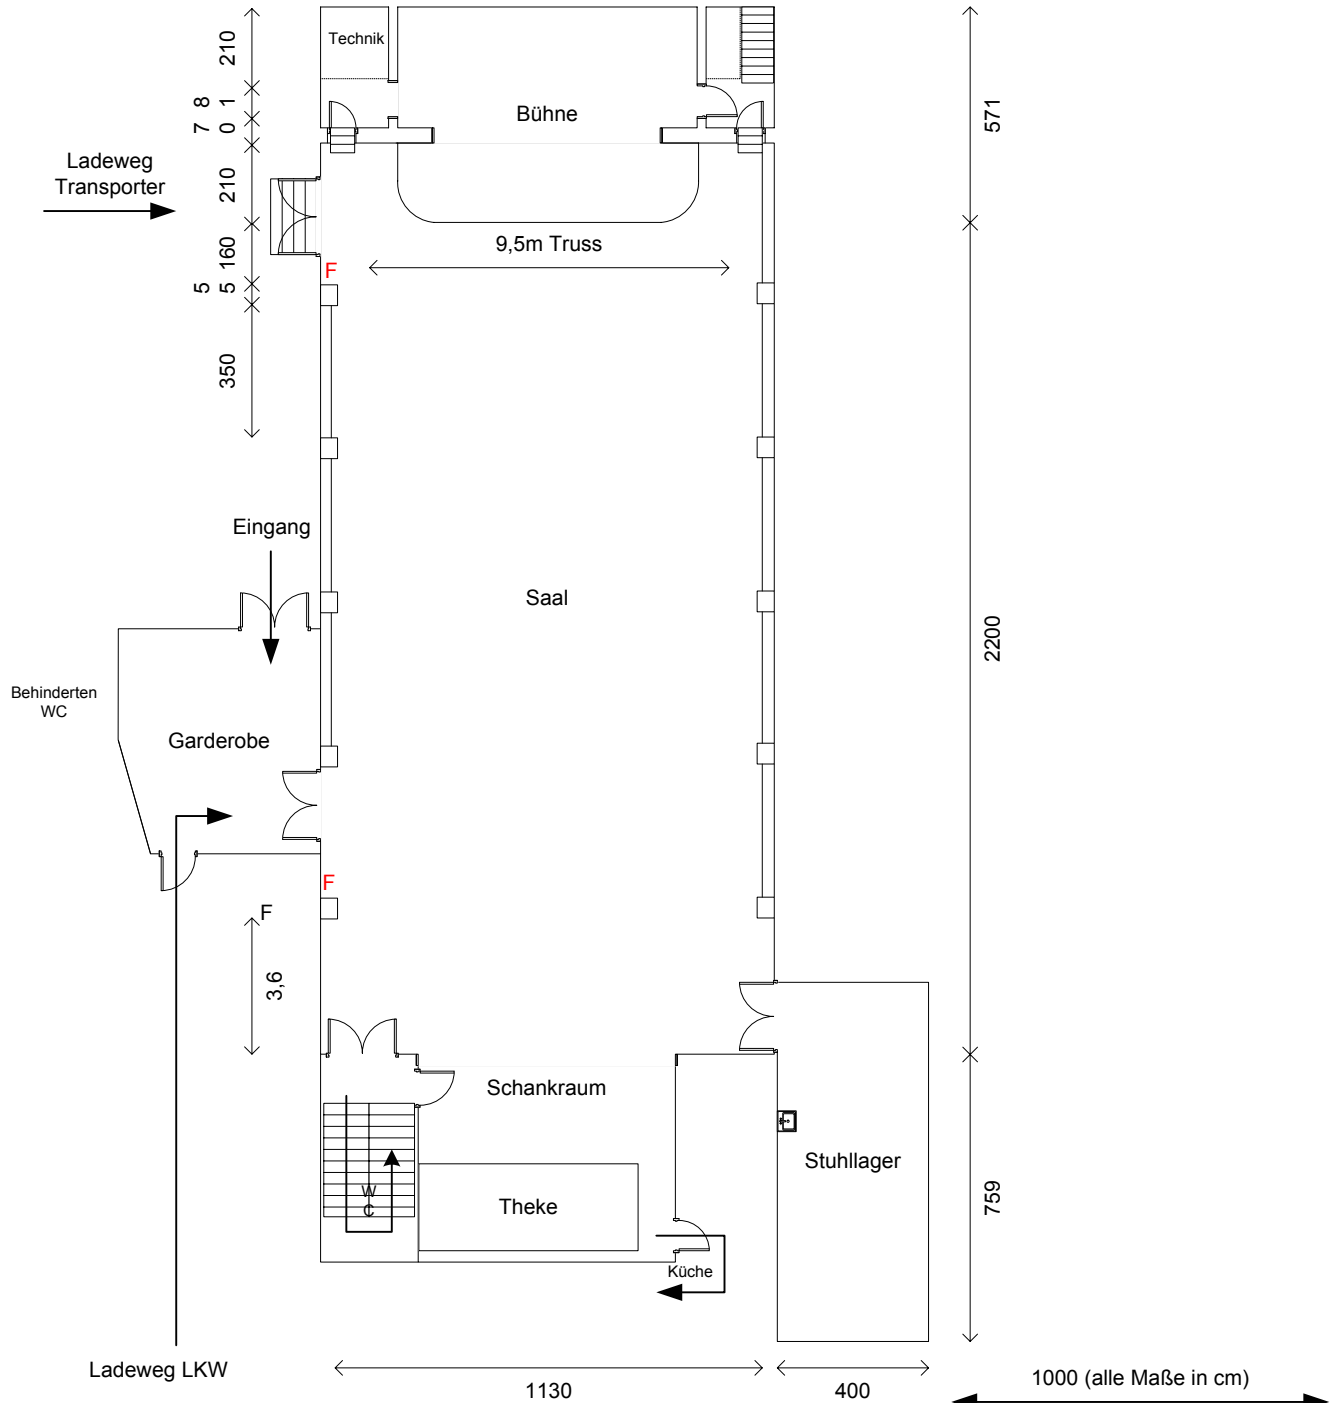 Technik
210
8 1
7 0
Bühne
571
Ladeweg
Transporter
210
160
5 5
9,5m Truss
F
350
Eingang
Saal
2200
Behinderten
WC
Garderobe
F
F
3,6
Schankraum
Stuhllager
W
C
Theke
759
Küche
Ladeweg LKW
1130
400
1000 (alle Maße in cm)